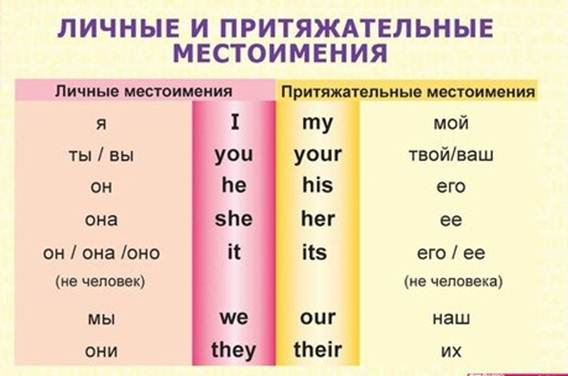 ЛИЧНЫЕ И ПРИТЯЖАТЕЛЬНЫЕ
МЕСТОИМЕНИЯ
Личные местоимения Притяжательные местоимения
я I my мой
ты / вы you your твой/ваш
он he his его
она she her ее
он / она /оно it its его / ее
(не человек) (не человека)
мы we our наш
они they their их